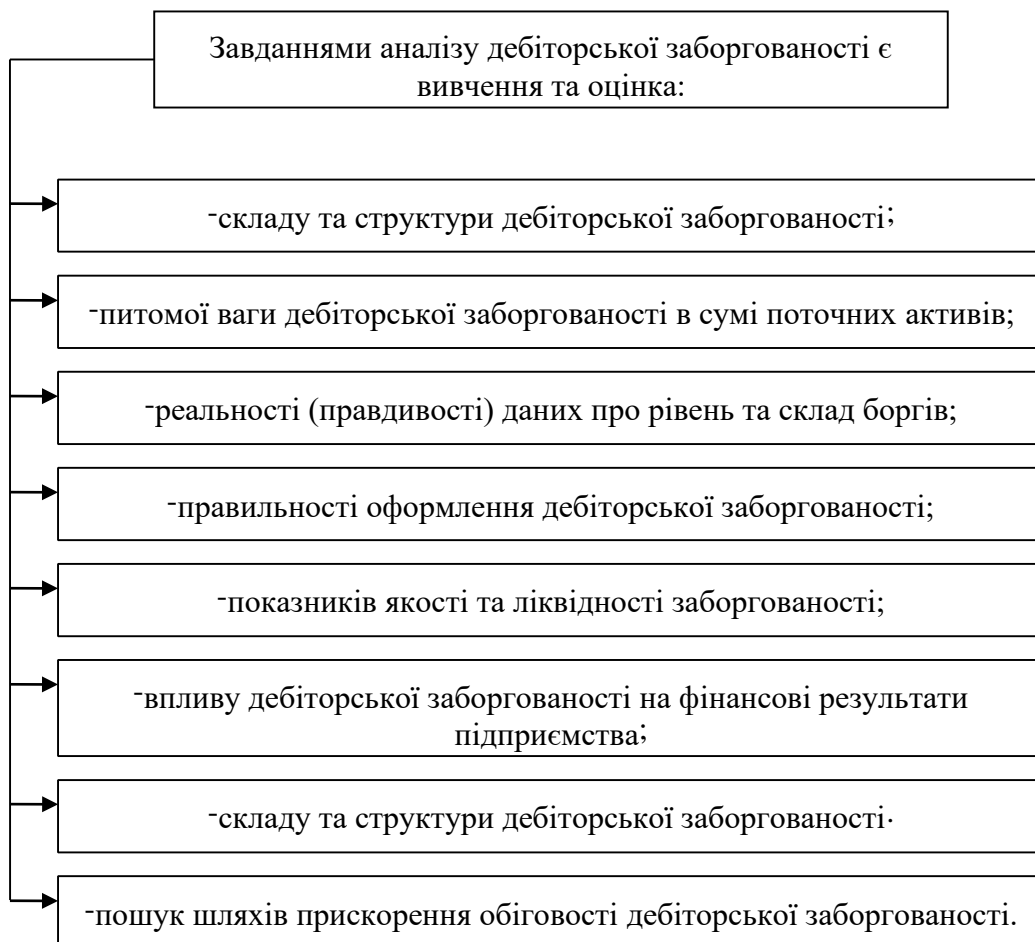 Завданнями аналізу дебіторської заборгованості є
вивчення та оцінка:
-складу та структури дебіторської заборгованості;
-питомої ваги дебіторської заборгованості в сумі поточних активів;
-реальності (правдивості) даних про рівень та склад боргів;
-правильності оформлення дебіторської заборгованості;
-показників якості та ліквідності заборгованості;
-впливу дебіторської заборгованості на фінансові результати
підприємства;
-складу та структури дебіторської заборгованості.
-пошук шляхів прискорення обіговості дебіторської заборгованості.